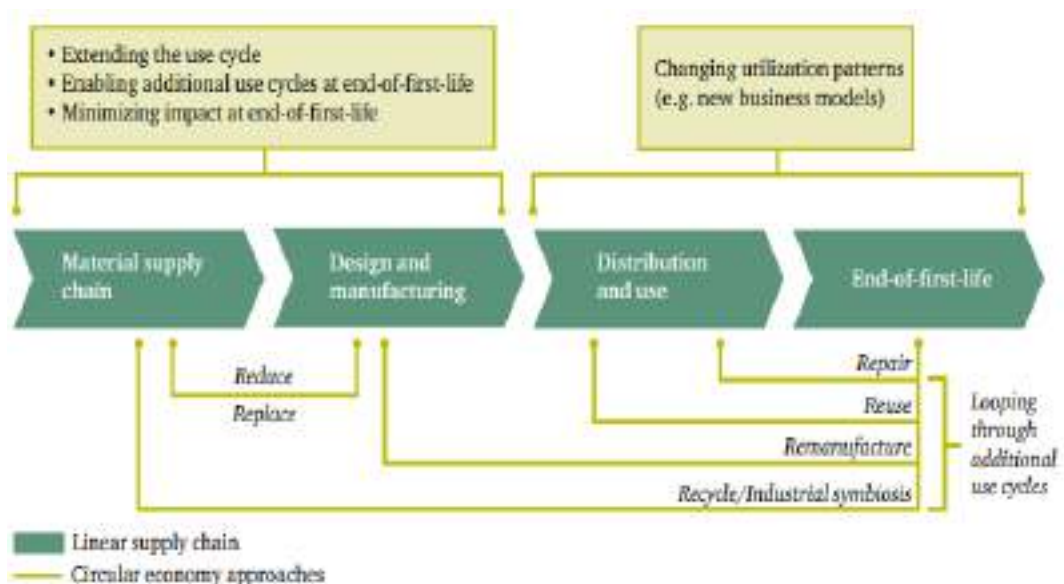 • Extending the use cycle
• Enabling additional use cycles at end-of-first-life
• Minimizing impact at end-of-first-life
Changing utilization patterns
(e.g. new business models)
Material supply
chain
Design and
manufacturing
Distribution
and use
End-of-first-life
Reduce
Replace
Repair
Reuse
Remanufacture
Recycle/Industrial symbiosis
Looping
through
additional
use cycles
Linear supply chain
Circular economy approaches